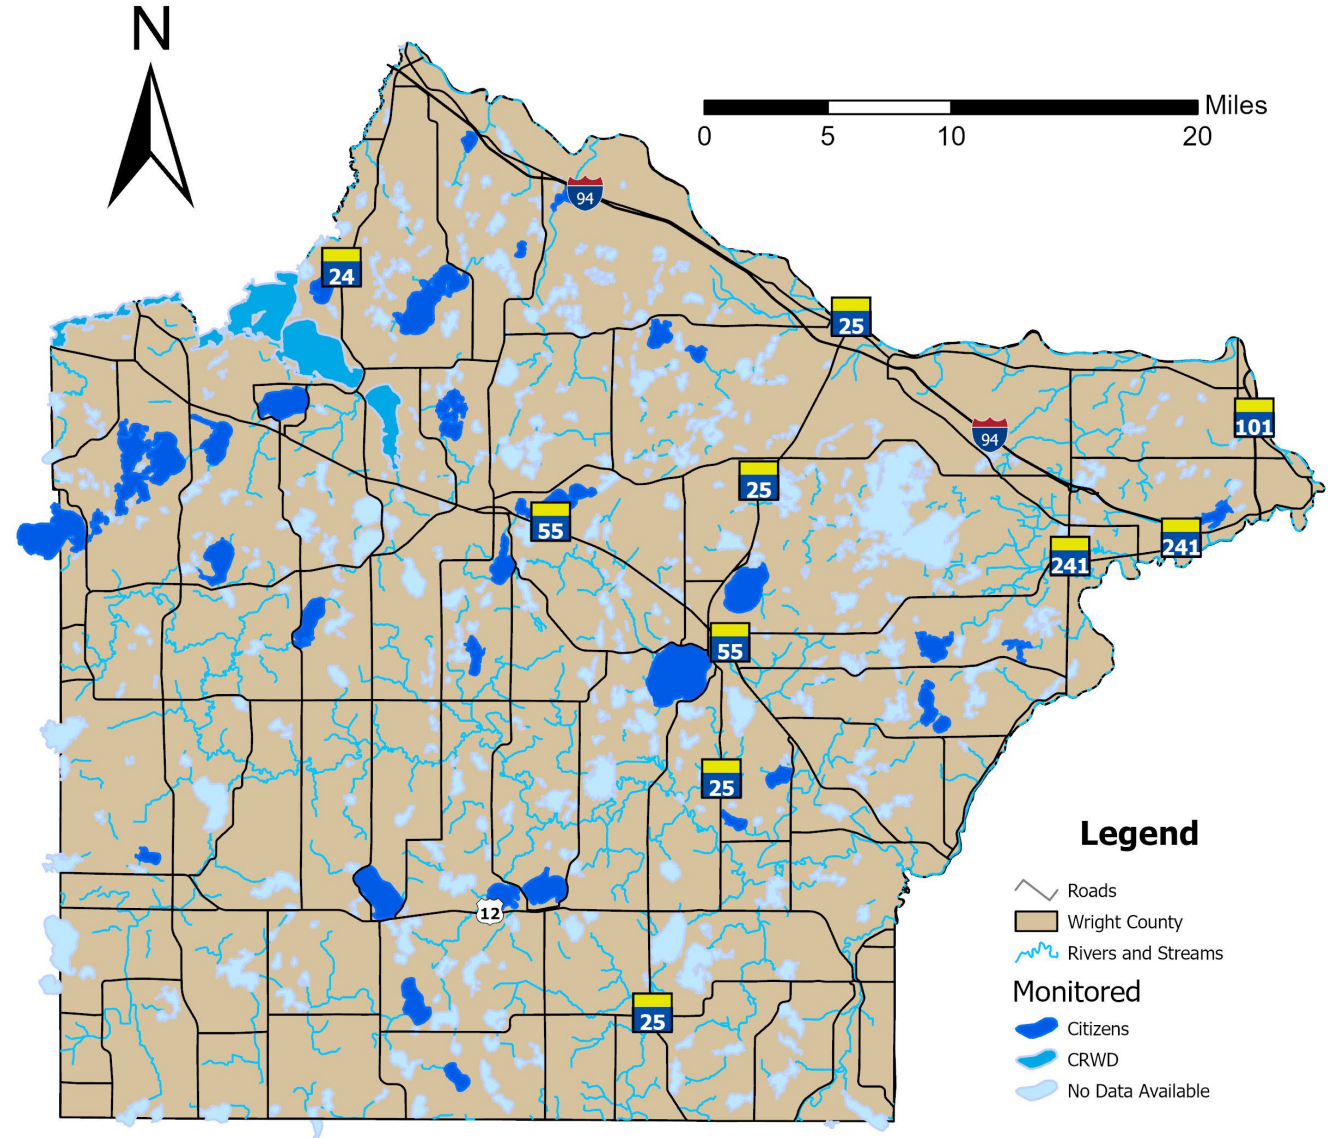 N
Miles
0 5 10 20
94
24
25
101
94
25
55
241
241
55
25
12
25
Legend
Roads
Wright County
Rivers and Streams
Monitored
Citizens
CRWD
No Data Available